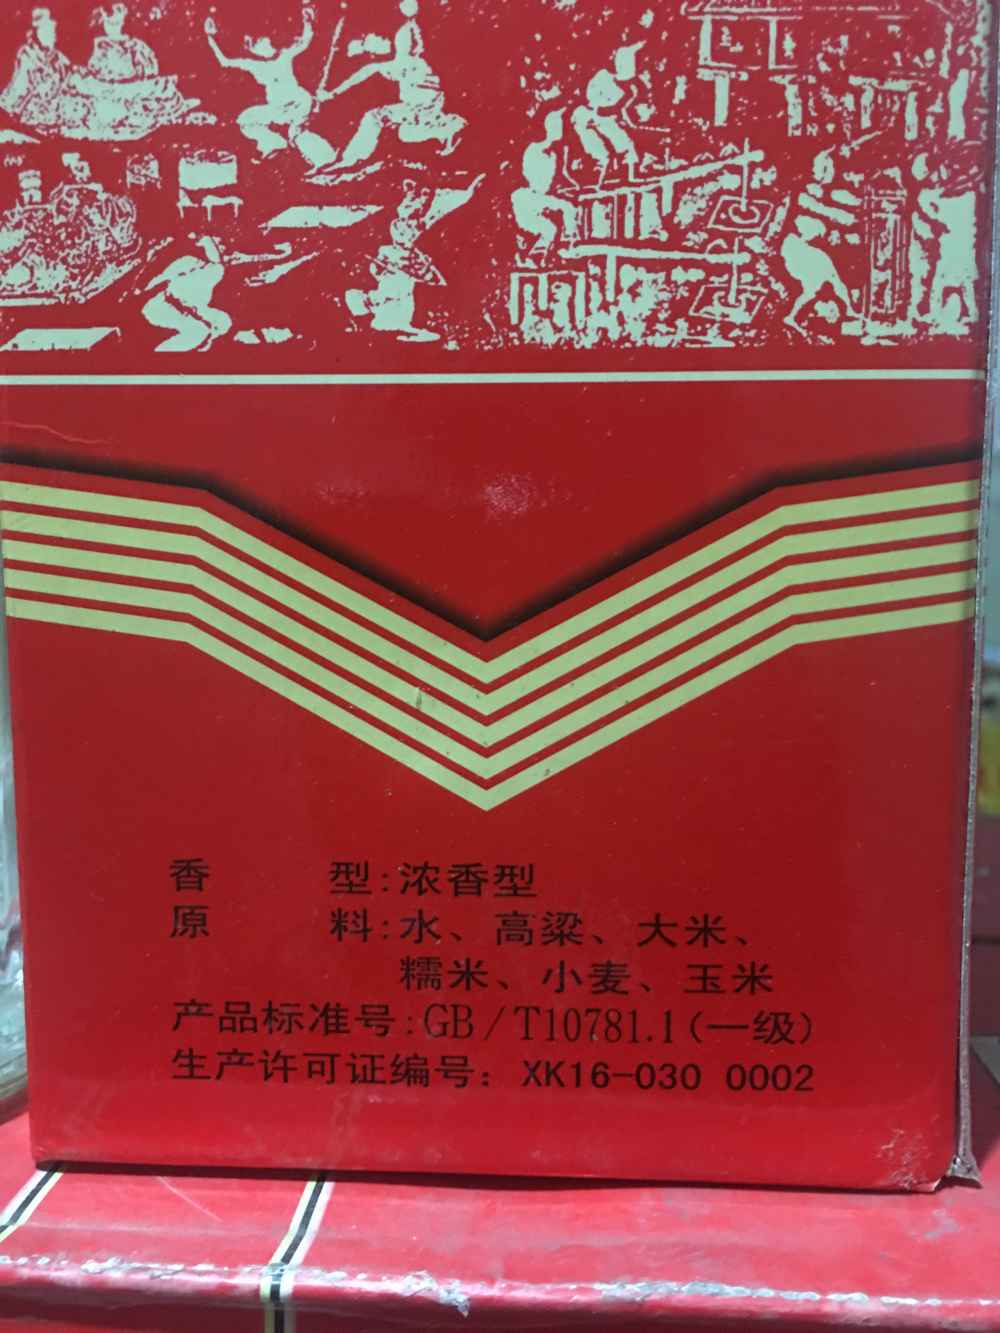 香 型:浓香型
原 料:水、高粱、大米、
糯米、小麦、玉米
产品标准号:GB/T10781.1(一级)
生产许可证编号: XK16-030 0002